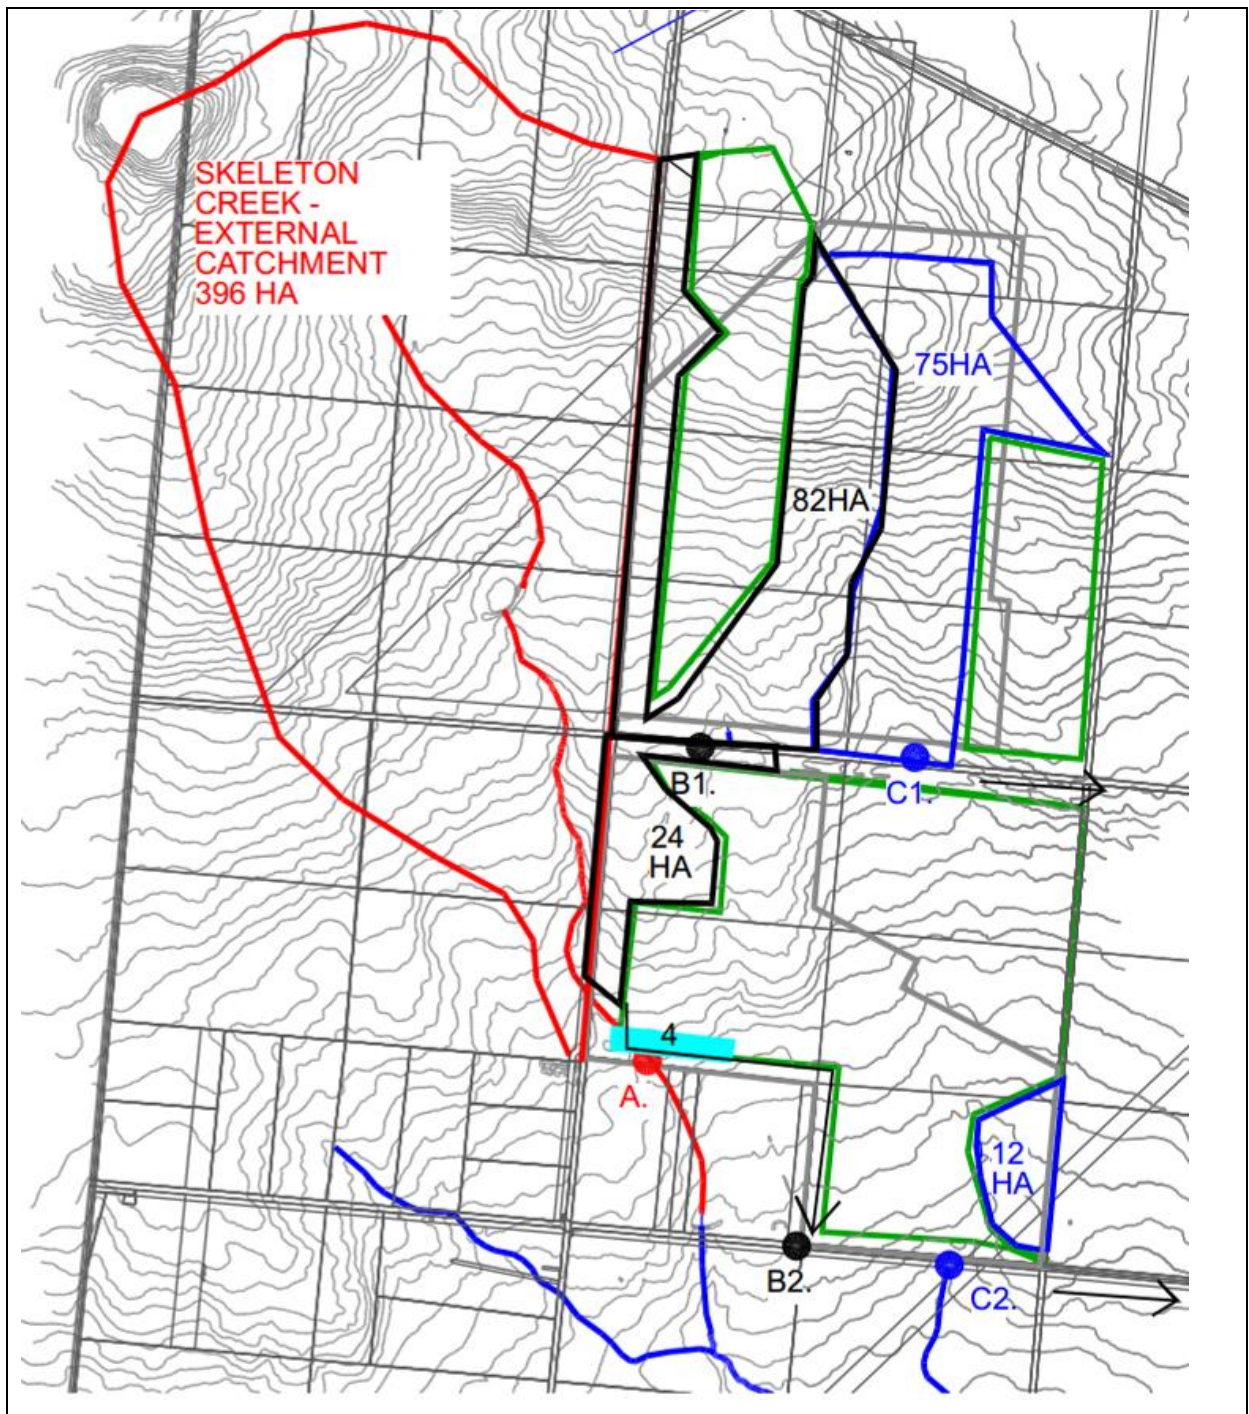 SKELETON
CREEK -
EXTERNAL
CATCHMENT
396 HA
75HA
82HA
B1.
C1.
24
HA
4
A.
12
HA
B2.
C2.